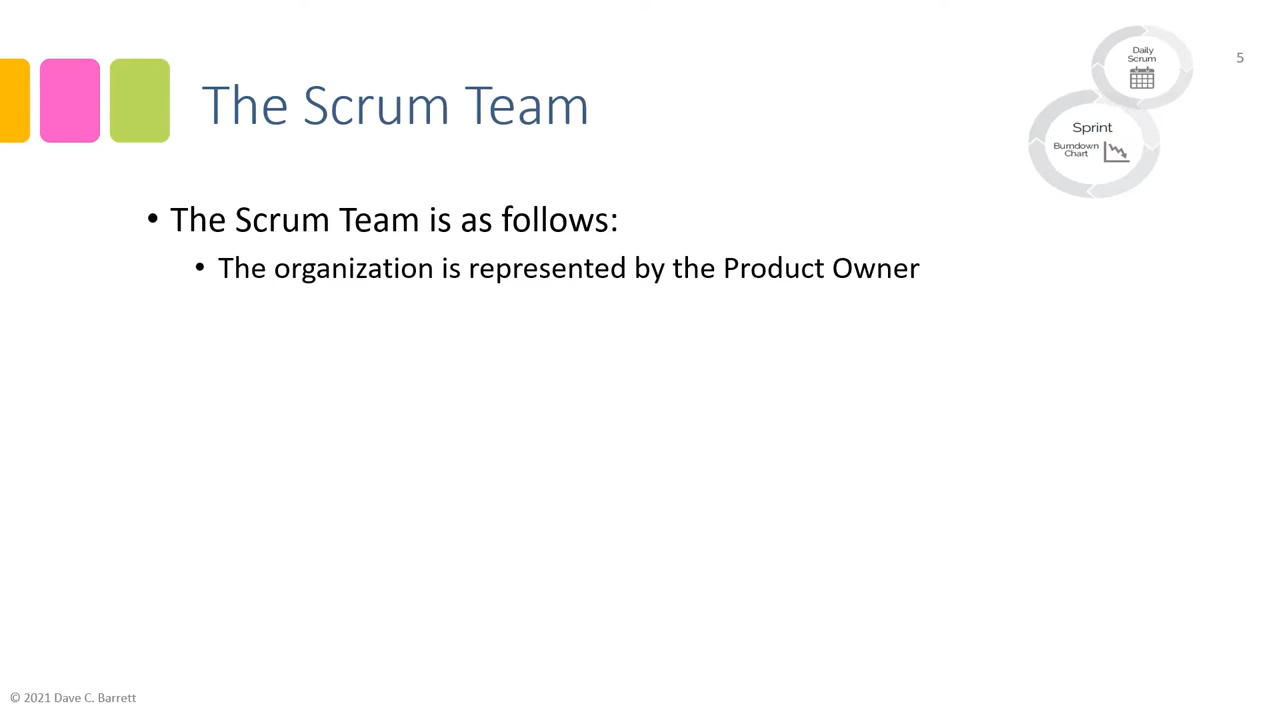 Daily
Scrum
5
Sprint
Burndown
Chart
The Scrum Team
• The Scrum Team is as follows:
• The organization is represented by the Product Owner
© 2021 Dave C. Barrett